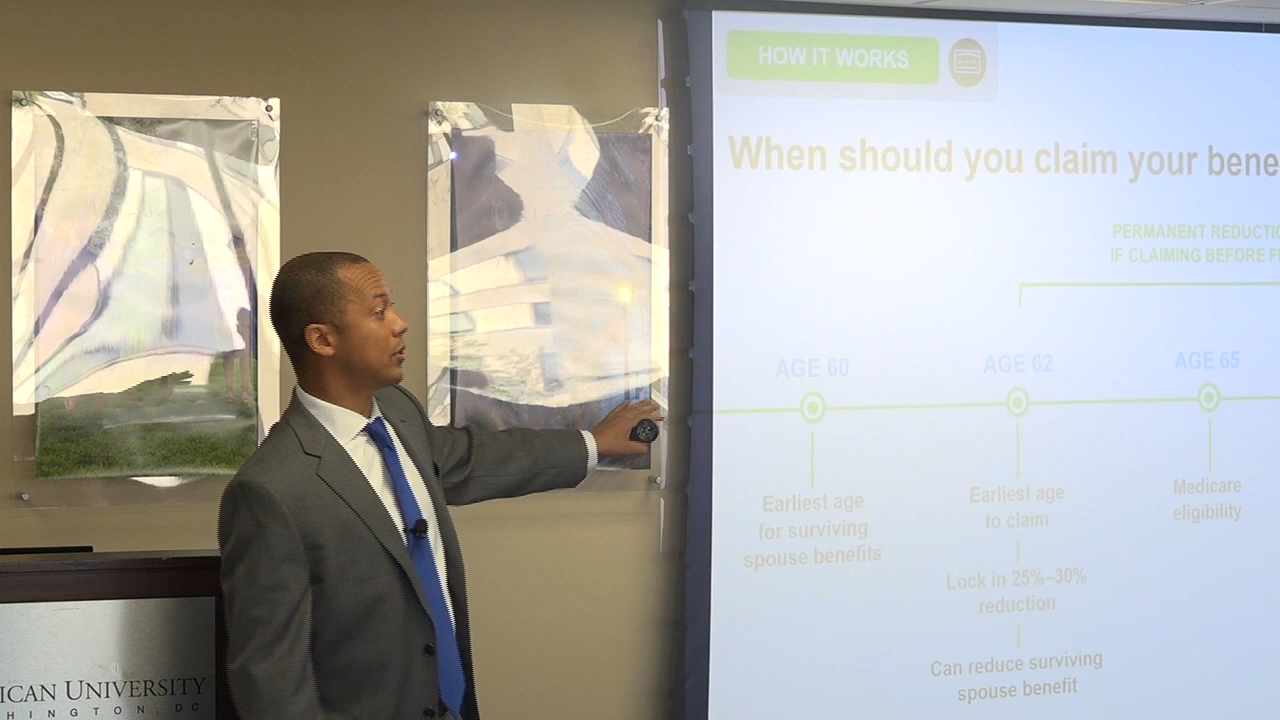 HOW IT WORKS
When should you claim your bene
PERMANENT REDUCTIO
IF CLAIMING BEFORE F
AGE 60
AGE 62
AGE 65
Earliest age
for surviving
spouse benefits
Earliest age
to claim
Lock in 25%–30%
reduction
Can reduce surviving
spouse benefit
Medicare
eligibility
ICAN UNIVERSITY
HINGTON, DC